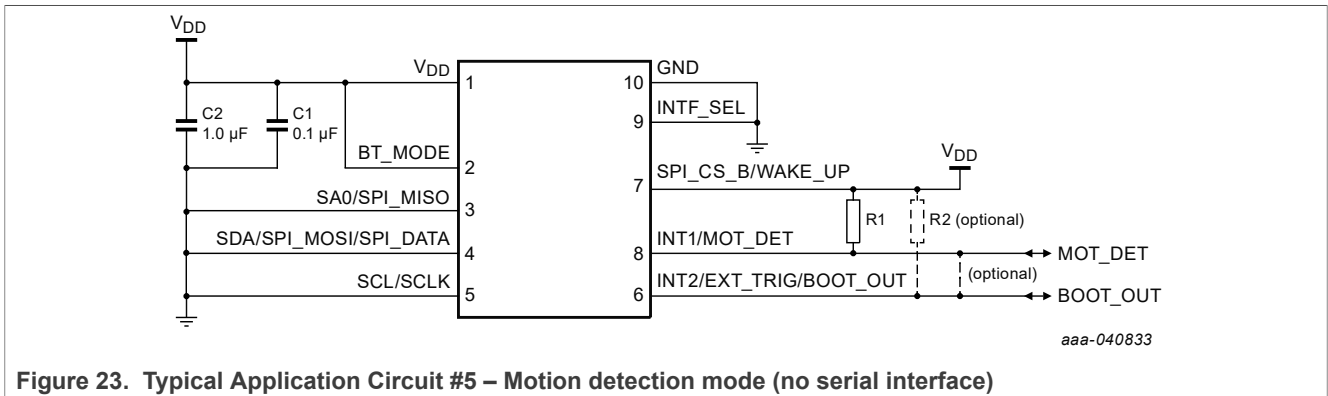 VDD
VDD
1
C2
1.0 µF
C1
0.1 µF
BT_MODE
2
SA0/SPI_MISO
3
SDA/SPI_MOSI/SPI_DATA
4
SCL/SCLK
5
GND
10
INTF_SEL
9
VDD
SPI_CS_B/WAKE_UP
7
R1
R2 (optional)
INT1/MOT_DET
8
MOT_DET
(optional)
INT2/EXT_TRIG/BOOT_OUT
6
BOOT_OUT
aaa-040833
Figure 23. Typical Application Circuit #5 – Motion detection mode (no serial interface)